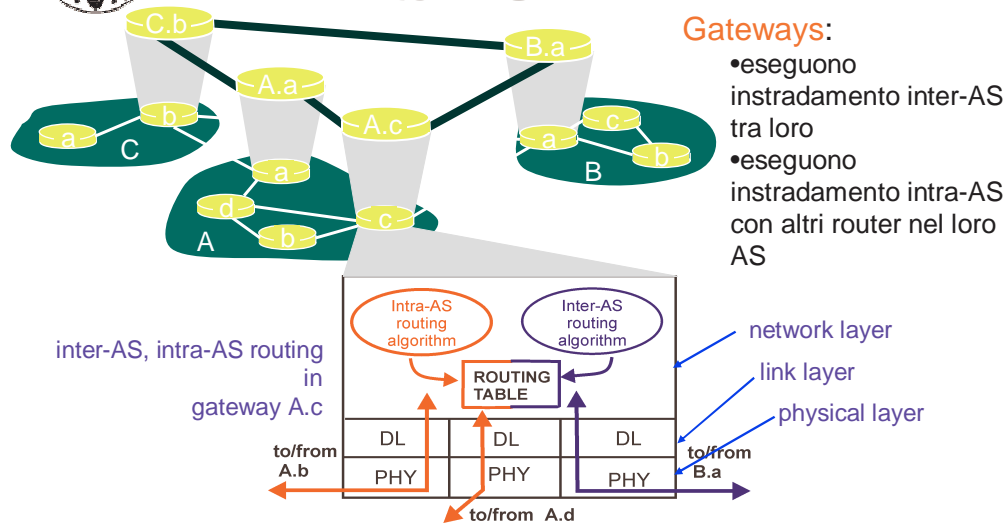 C.b
B.a
A.a
A.c
Gateways:
•eseguono
instradamento inter-AS
tra loro
•eseguono
instradamento intra-AS
con altri router nel loro
AS
a
b
C
a
d
b
c
A
a
c
b
B
Intra-AS
routing
algorithm
Inter-AS
routing
algorithm
ROUTING
TABLE
inter-AS, intra-AS routing
in
gateway A.c
network layer
link layer
physical layer
DL
DL
DL
PHY
PHY
PHY
to/from
A.b
to/from
B.a
to/from A.d